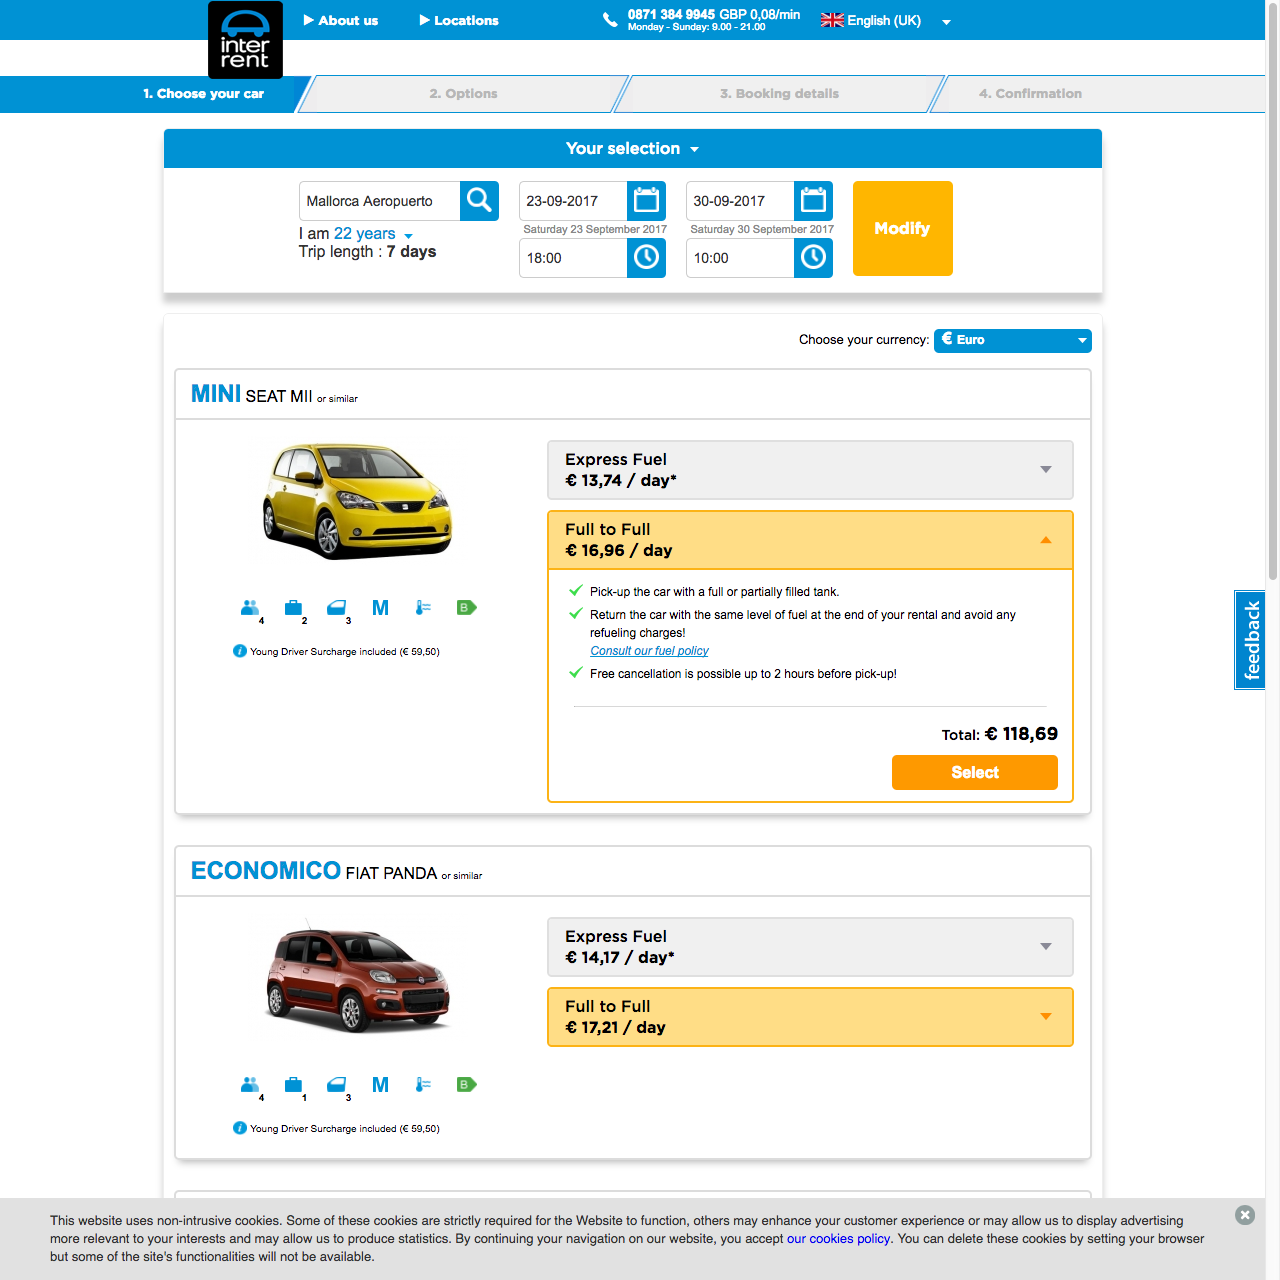 inter
rent
About us
Locations
0871 384 9945 GBP 0,08/min
Monday - Sunday: 9.00 - 21.00
English (UK)
1. Choose your car
2. Options
3. Booking details
4. Confirmation
Your selection
Mallorca Aeropuerto
23-09-2017
30-09-2017
Modify
Saturday 23 September 2017
Saturday 30 September 2017
I am 22 years
Trip length : 7 days
18:00
10:00
Choose your currency:
€ Euro
MINI SEAT MII or similar
Express Fuel
€ 13,74 / day*
Full to Full
€ 16,96 / day
Pick-up the car with a full or partially filled tank.
Return the car with the same level of fuel at the end of your rental and avoid any
refueling charges!
Consult our fuel policy
Free cancellation is possible up to 2 hours before pick-up!
4
2
3
M
B
Young Driver Surcharge included (€ 59,50)
Total: € 118,69
Select
feedback
ECONOMICO FIAT PANDA or similar
Express Fuel
€ 14,17 / day*
Full to Full
€ 17,21 / day
4
1
3
M
B
Young Driver Surcharge included (€ 59,50)
This website uses non-intrusive cookies. Some of these cookies are strictly required for the Website to function, others may enhance your customer experience or may allow us to display advertising
more relevant to your interests and may allow us to produce statistics. By continuing your navigation on our website, you accept our cookies policy. You can delete these cookies by setting your browser
but some of the site's functionalities will not be available.